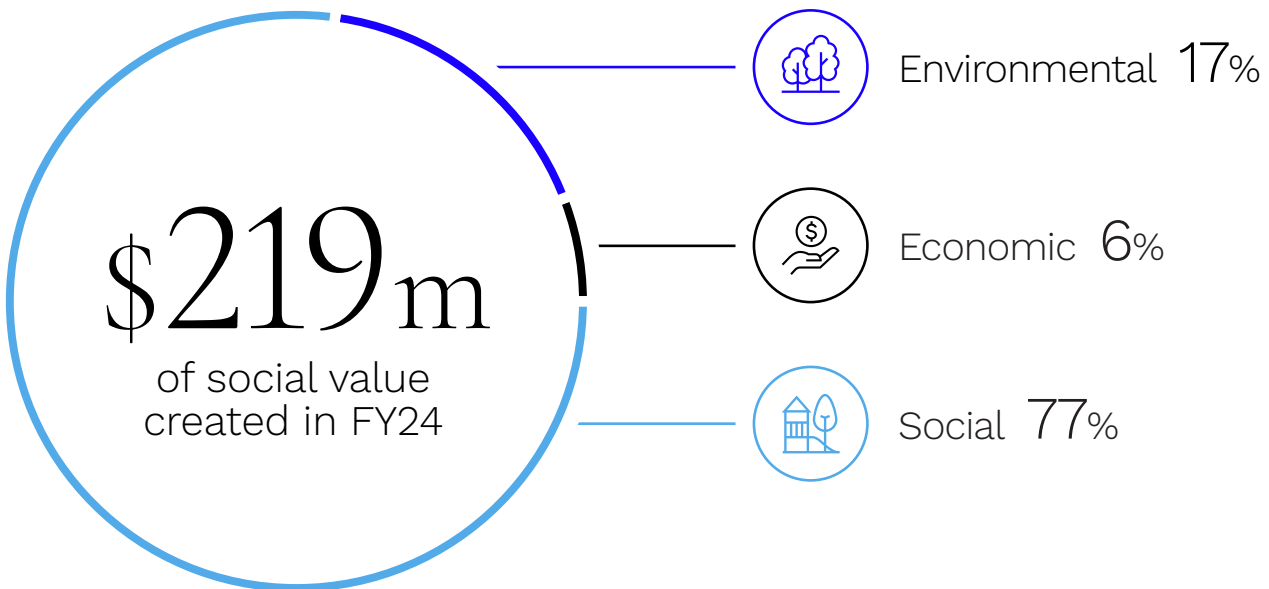 $219m
of social value
created in FY24
Environmental 17%
Economic 6%
Social 77%